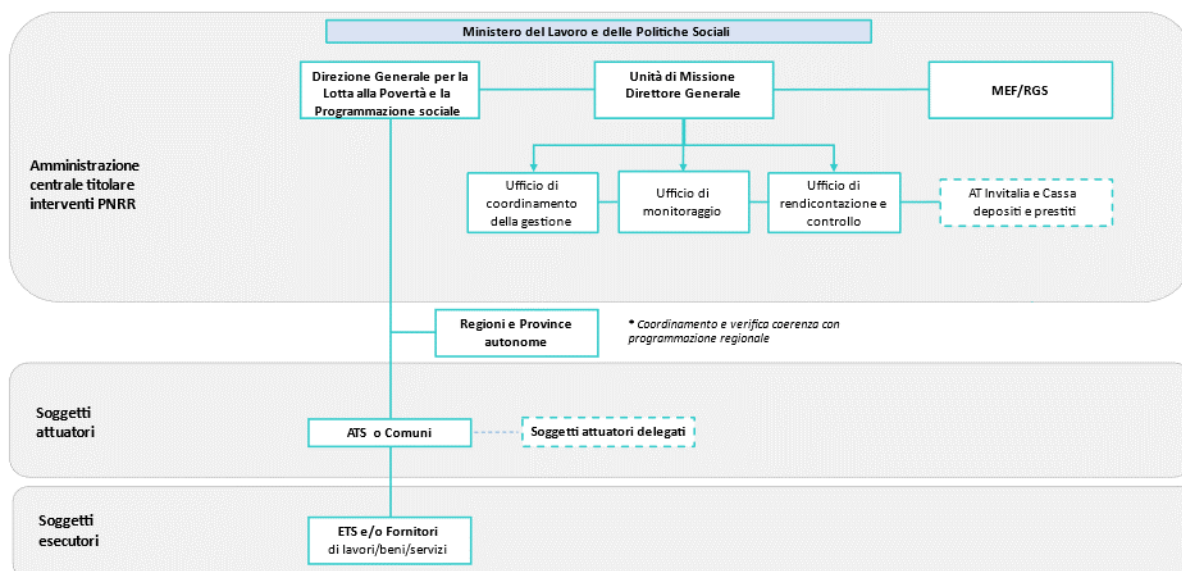 Ministero del Lavoro e delle Politiche Sociali
Direzione Generale per la
Lotta alla Povertà e la
Programmazione sociale
Unità di Missione
Direttore Generale
MEF/RGS
Amministrazione
centrale titolare
interventi PNRR
Ufficio di
coordinamento
della gestione
Ufficio di
monitoraggio
Ufficio di
rendicontazione e
controllo
AT Invitalia e Cassa
depositi e prestiti
Regioni e Province
autonome
* Coordinamento e verifica coerenza con
programmazione regionale
Soggetti
attuatori
ATS o Comuni
Soggetti attuatori delegati
Soggetti
esecutori
ETS e/o Fornitori
di lavori/beni/servizi